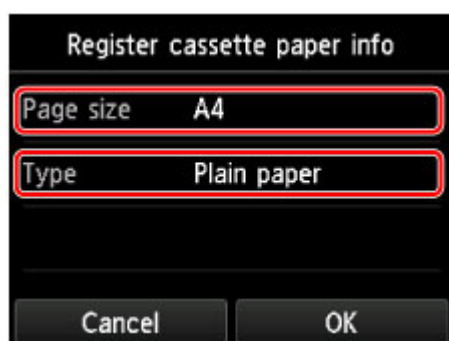 Register cassette paper info
Page size A4
Type Plain paper
Cancel OK